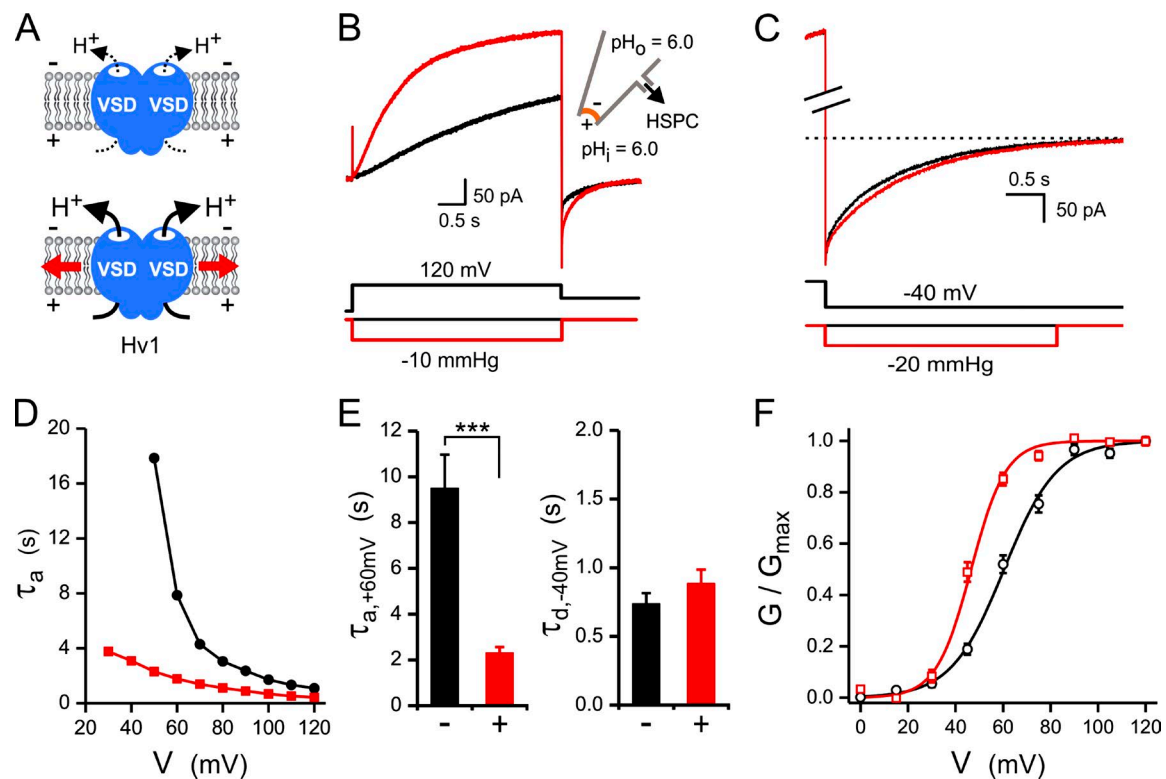 A
H+ H+
-
VSD VSD
+ +
H+ H+
- -
VSD VSD
+ +
Hv1
B
pHo = 6.0
-
+
HSPC
pHi = 6.0
50 pA
0.5 s
120 mV
-10 mmHg
C
0.5 s
50 pA
-40 mV
-20 mmHg
D
τa (s)
20
16
12
8
4
0
20 40 60 80 100 120
V (mV)
E
τa,+60mV (s)
12
10
8
6
4
2
0
***
- +
τd,-40mV (s)
2.0
1.5
1.0
0.5
0.0
- +
F
G / Gmax
1.0
0.8
0.6
0.4
0.2
0.0
0 20 40 60 80 100 120
V (mV)